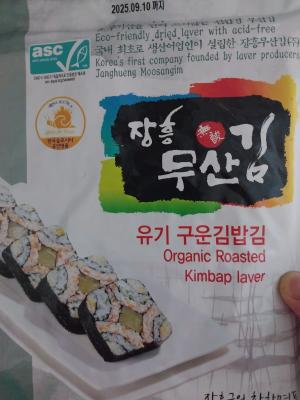 2025.09.10 까지
Eco-friendly dried laver with acid-free
국내 최초로 생산어업인이 설립한 장흥무산김(주)
Korea's first company founded by laver producers
Janghueng Moosangim
asc
장흥
무산김
유기 구운김밥김
Organic Roasted
Kimbap laver